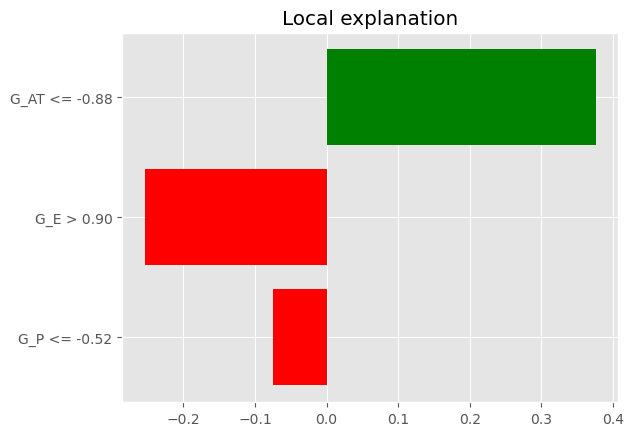 Local explanation
G_AT <= -0.88
G_E > 0.90
G_P <= -0.52
−0.2 −0.1 0.0 0.1 0.2 0.3 0.4